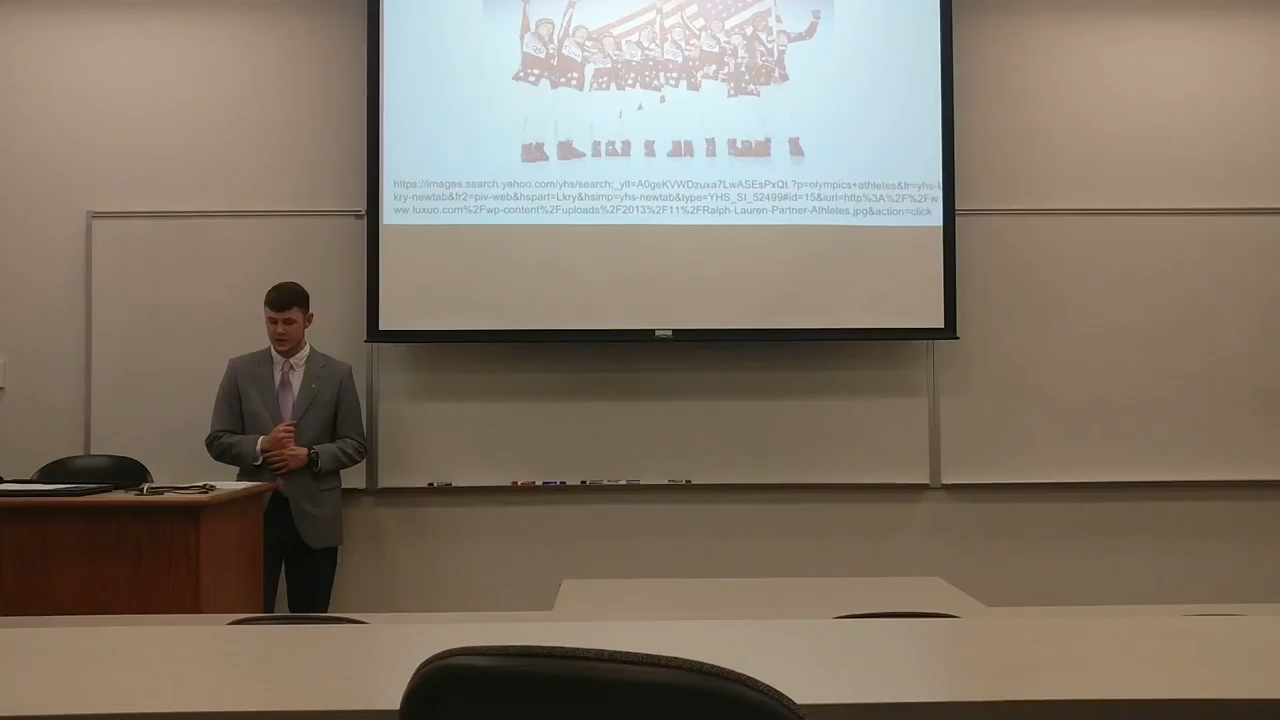 https://images.search.yahoo.com/yhs/search;_ylt=A0geKVWDzuxa7LwASEsPxQt.?p=olympics+athletes&fr=yhs-L
kry-newtab&fr2=piv-web&hspart=Lkry&hsimp=yhs-newtab&type=YHS_SI_52499#id=15&iurl=http%3A%2F%2Fw
ww.luxuo.com%2Fwp-content%2Fuploads%2F2013%2F11%2FRalph-Lauren-Partner-Athletes.jpg&action=click